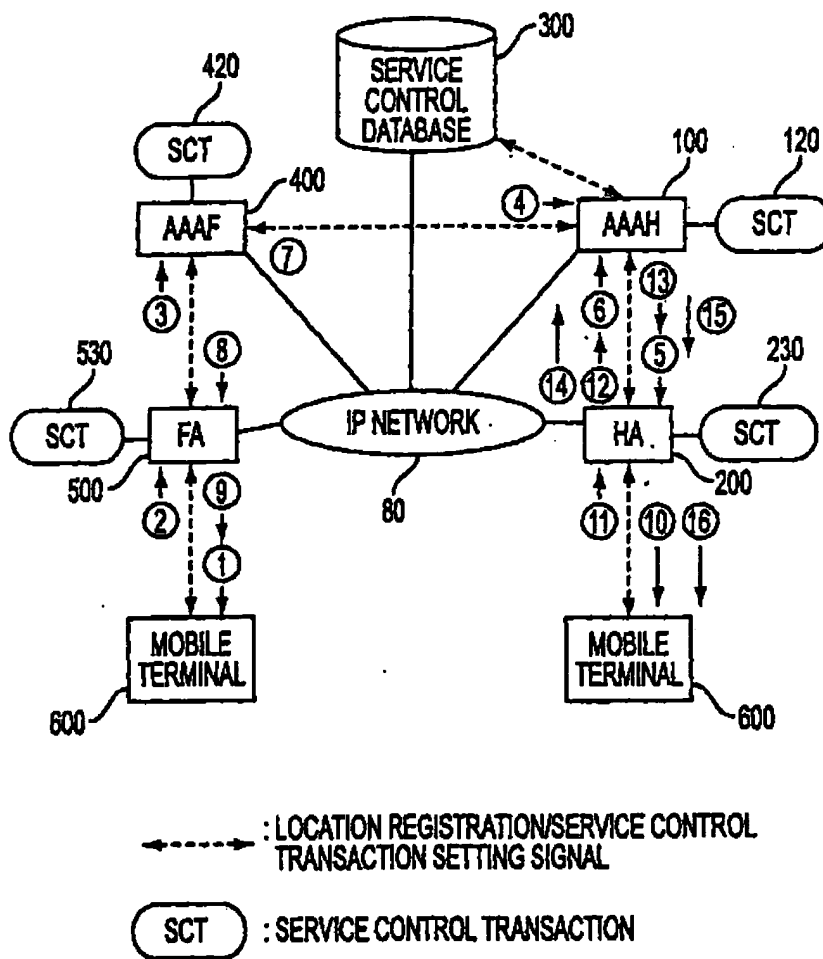 300
SERVICE
CONTROL
DATABASE
420
SCT
400
AAAF
100
AAAH
120
SCT
④
⑦
③
⑥
⑬
⑮
⑧
⑭
⑫
⑤
530
SCT
FA
500
IP NETWORK
80
HA
200
230
SCT
②
⑨
①
⑪
⑩
⑯
MOBILE
TERMINAL
600
MOBILE
TERMINAL
600
: LOCATION REGISTRATION/SERVICE CONTROL
TRANSACTION SETTING SIGNAL
SCT
: SERVICE CONTROL TRANSACTION